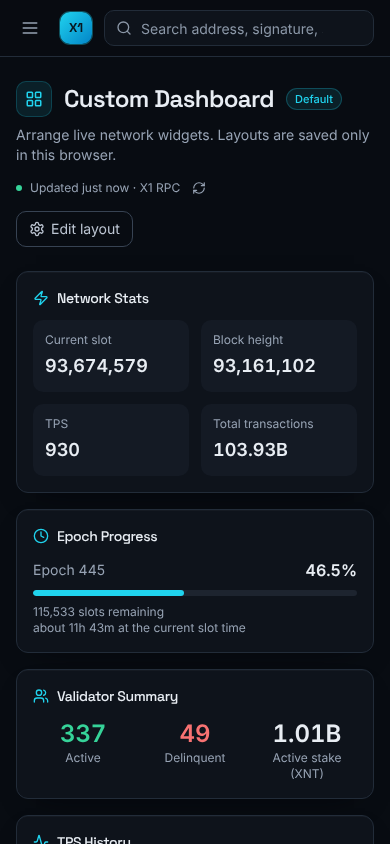 X1
Search address, signature,
Custom Dashboard
Default
Arrange live network widgets. Layouts are saved only
in this browser.
Updated just now · X1 RPC
Edit layout
Network Stats
Current slot
93,674,579
Block height
93,161,102
TPS
930
Total transactions
103.93B
Epoch Progress
Epoch 445
46.5%
115,533 slots remaining
about 11h 43m at the current slot time
Validator Summary
337
Active
49
Delinquent
1.01B
Active stake
(XNT)
TPS History